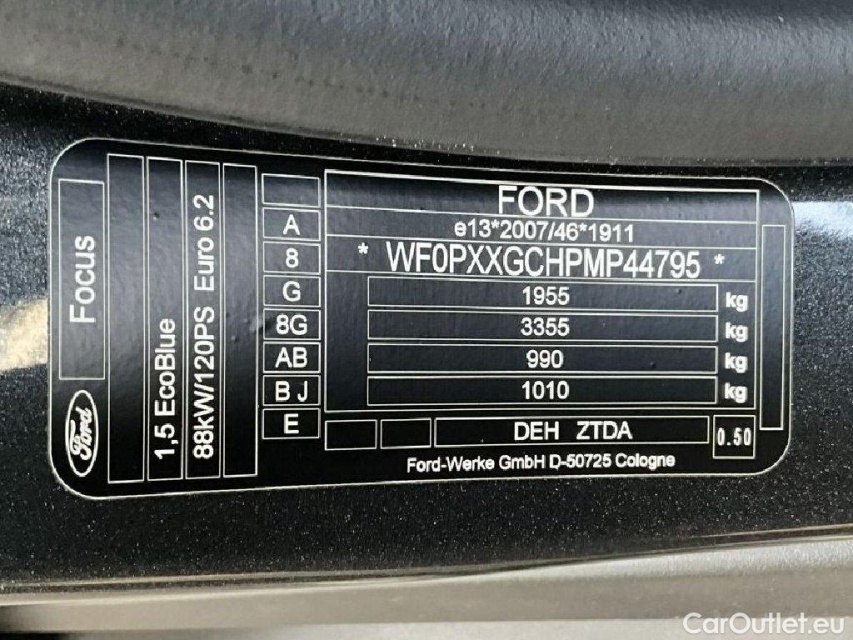 Focus
Ford
1,5 EcoBlue
88kW/120PS Euro 6.2
A
8
G
8G
AB
B J
E
FORD
e13*2007/46*1911
* WF0PXXGCHPMP44795 *
1955 kg
3355 kg
990 kg
1010 kg
DEH ZTDA 0.50
Ford-Werke GmbH D-50725 Cologne
CarOutlet.eu